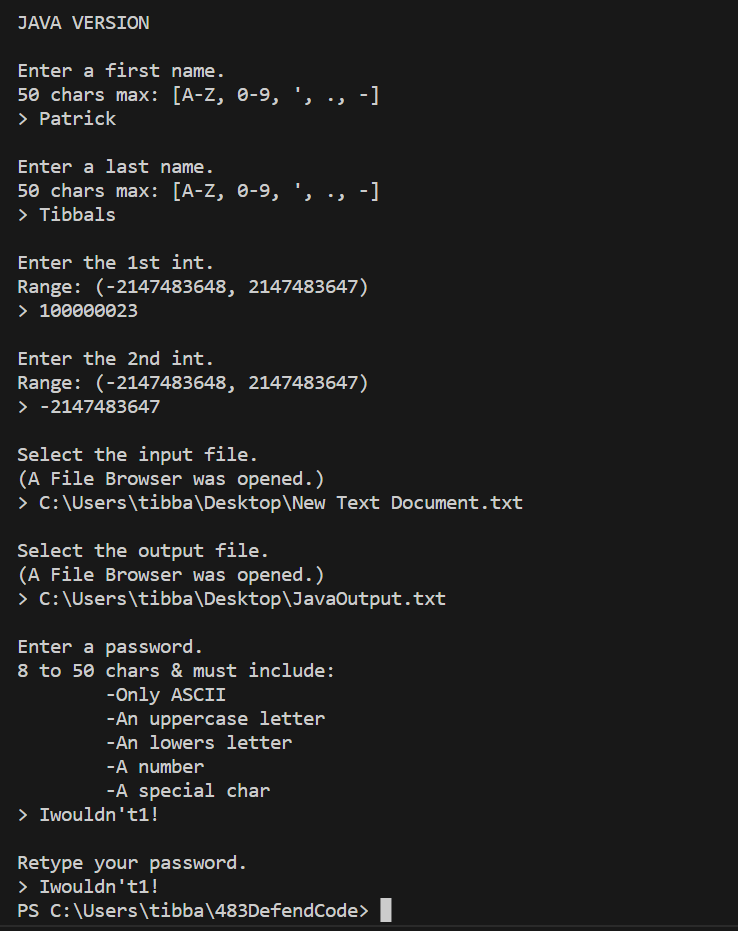 JAVA VERSION
Enter a first name.
50 chars max: [A-Z, 0-9, ', ., -]
> Patrick
Enter a last name.
50 chars max: [A-Z, 0-9, ', ., -]
> Tibbals
Enter the 1st int.
Range: (-2147483648, 2147483647)
> 100000023
Enter the 2nd int.
Range: (-2147483648, 2147483647)
> -2147483647
Select the input file.
(A File Browser was opened.)
> C:\Users\tibba\Desktop\New Text Document.txt
Select the output file.
(A File Browser was opened.)
> C:\Users\tibba\Desktop\JavaOutput.txt
Enter a password.
8 to 50 chars & must include:
-Only ASCII
-An uppercase letter
-An lowers letter
-A number
-A special char
> Iwouldn't1!
Retype your password.
> Iwouldn't1!
PS C:\Users\tibba\483DefendCode>